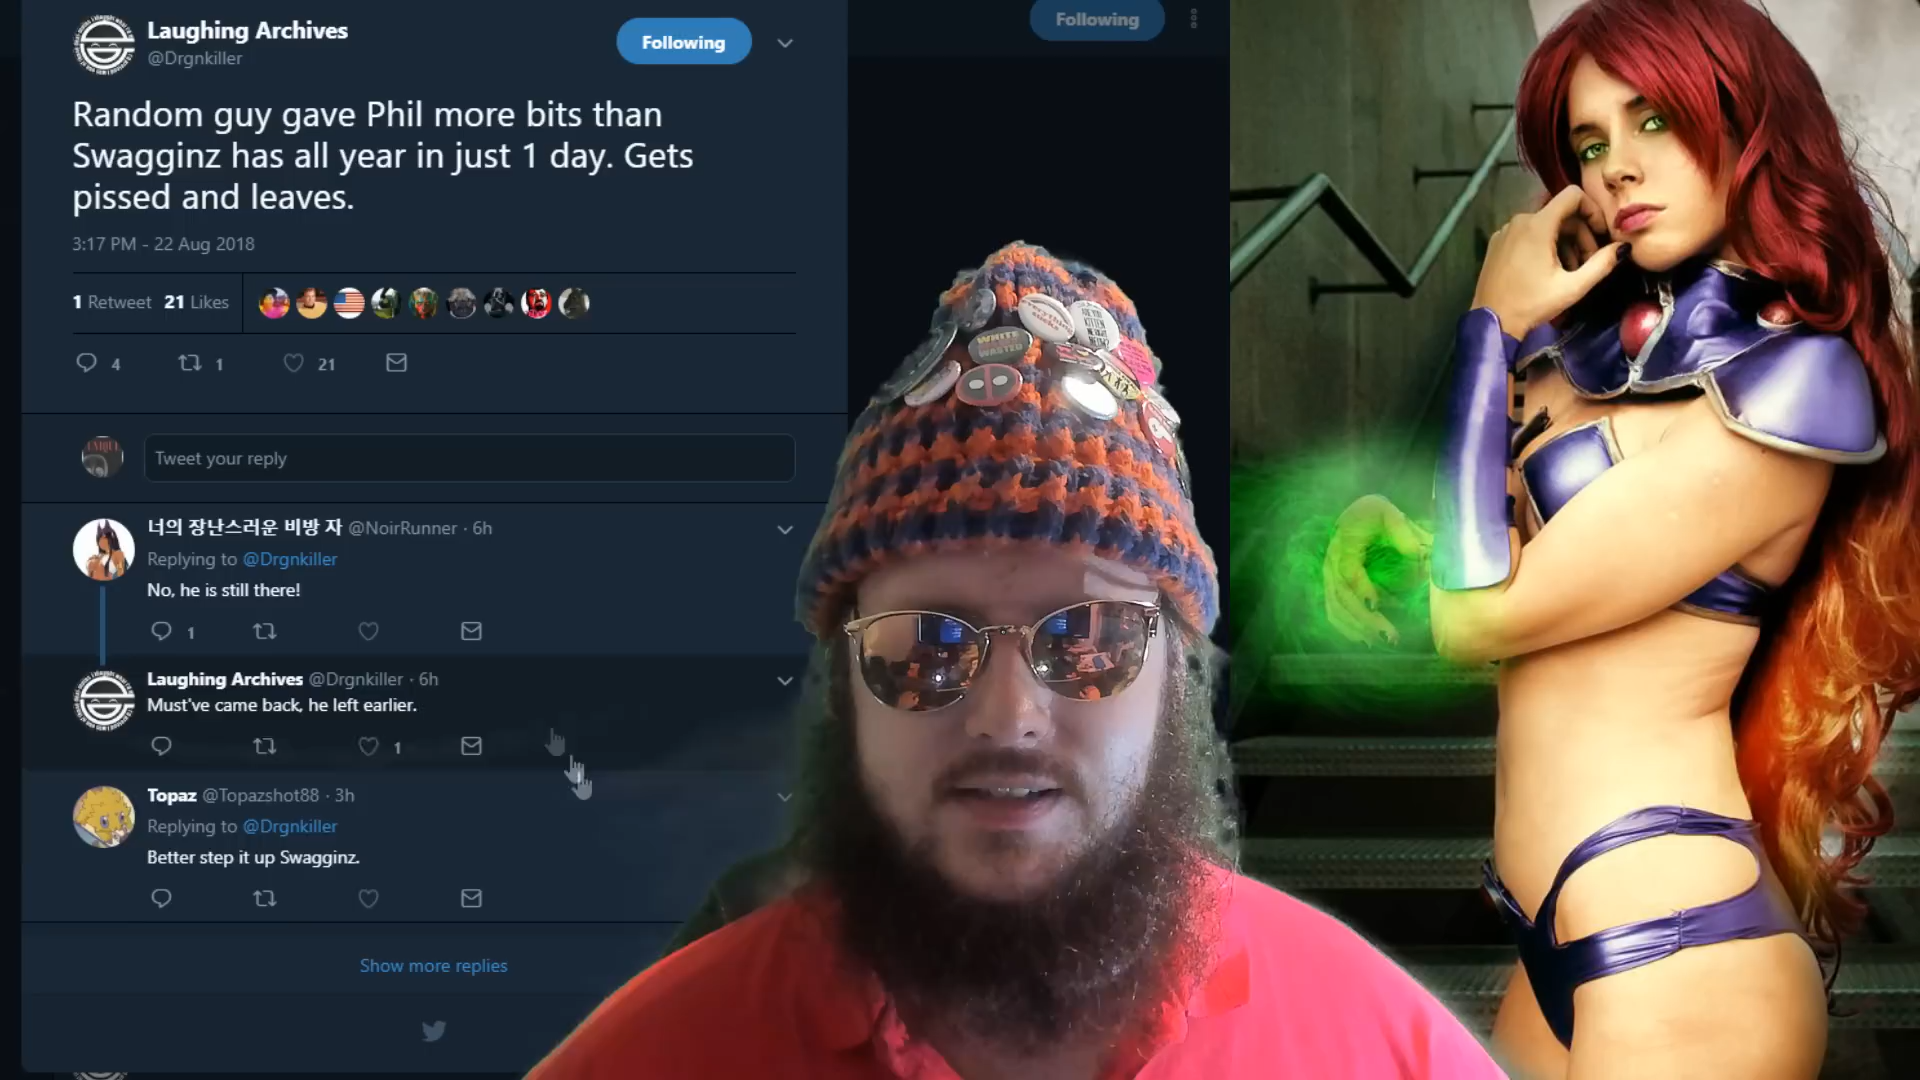 Laughing Archives
@Drgnkiller
Following
Following
Random guy gave Phil more bits than
Swagginz has all year in just 1 day. Gets
pissed and leaves.
3:17 PM - 22 Aug 2018
1 Retweet 21 Likes
4 1 21
Tweet your reply
너의 장난스러운 비방 자 @NoirRunner · 6h
Replying to @Drgnkiller
No, he is still there!
1
Laughing Archives @Drgnkiller · 6h
Must've came back, he left earlier.
1
Topaz @Topazshot88 · 3h
Replying to @Drgnkiller
Better step it up Swagginz.
Show more replies
WHITE
WASTED